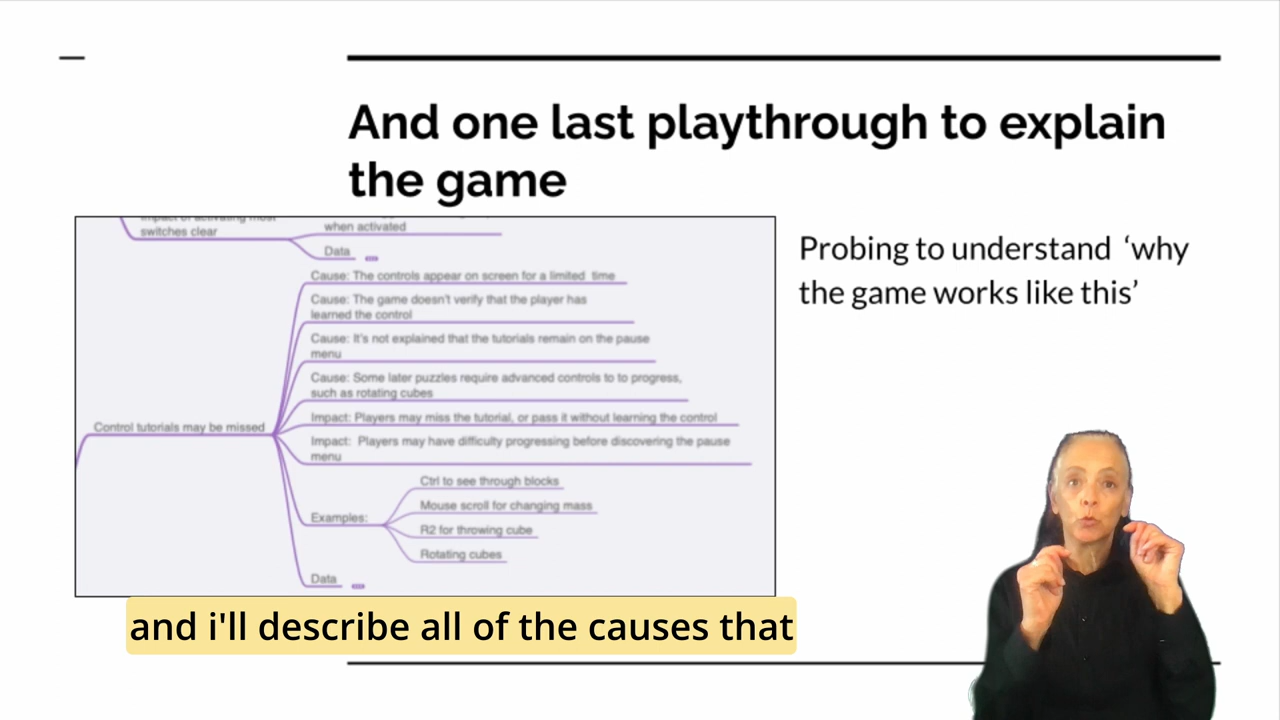 And one last playthrough to explain
the game
Impact of activating most
switches clear
when activated
Data
Cause: The controls appear on screen for a limited time
Cause: The game doesn't verify that the player has
learned the control
Cause: It's not explained that the tutorials remain on the pause
menu
Cause: Some later puzzles require advanced controls to to progress,
such as rotating cubes
Control tutorials may be missed
Impact: Players may miss the tutorial, or pass it without learning the control
Impact: Players may have difficulty progressing before discovering the pause
menu
Examples:
Ctrl to see through blocks
Mouse scroll for changing mass
R2 for throwing cube
Rotating cubes
Data
Probing to understand ‘why
the game works like this’
and i'll describe all of the causes that